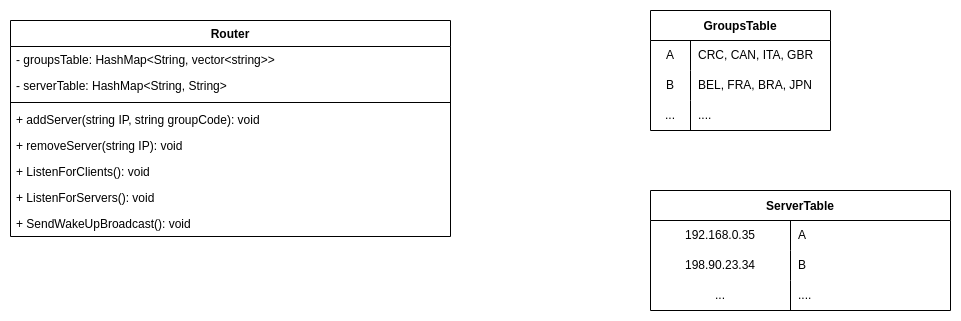 Router
- groupsTable: HashMap<String, vector<string>>
- serverTable: HashMap<String, String>
+ addServer(string IP, string groupCode): void
+ removeServer(string IP): void
+ ListenForClients(): void
+ ListenForServers(): void
+ SendWakeUpBroadcast(): void
GroupsTable
A CRC, CAN, ITA, GBR
B BEL, FRA, BRA, JPN
... ....
ServerTable
192.168.0.35 A
198.90.23.34 B
... ....